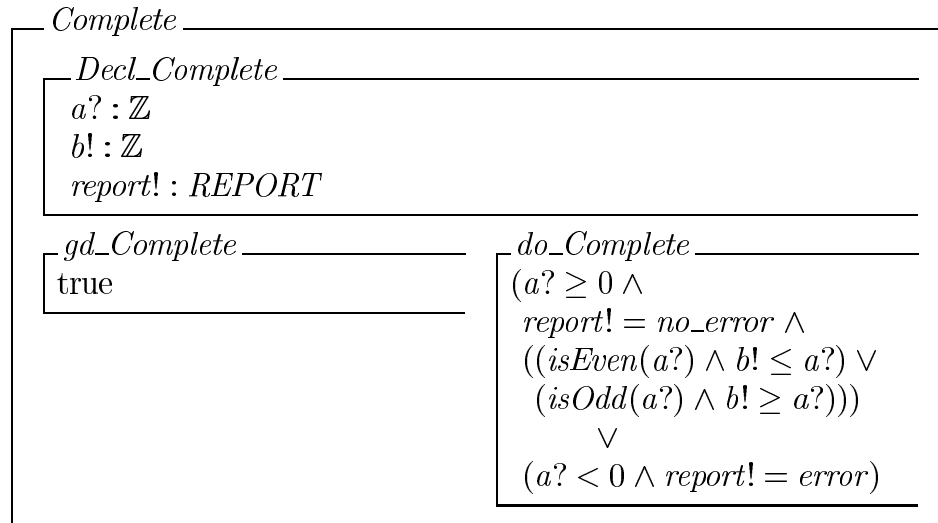 Complete
Decl_Complete
a? : ℤ
b! : ℤ
report! : REPORT
gd_Complete
true
do_Complete
(a? ≥ 0 ∧
report! = no_error ∧
((isEven(a?) ∧ b! ≤ a?) ∨
(isOdd(a?) ∧ b! ≥ a?)))
∨
(a? < 0 ∧ report! = error)